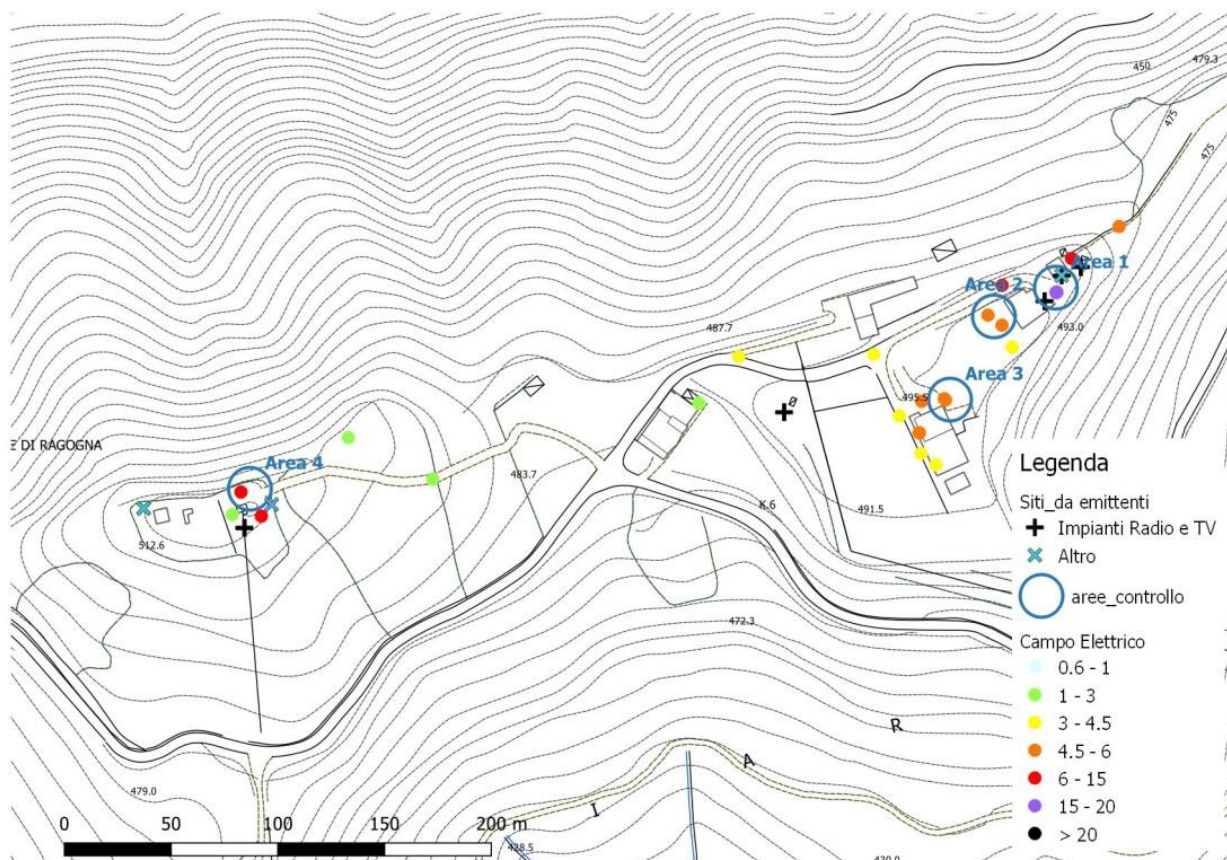 450
479.3
475
475
Area 1
Area 2
493.0
487.7
Area 3
495.5
E DI RAGOGNA
Area 4
483.7
K.6
491.5
512.6
472.3
R
A
I
479.0
428.5
430.0
0 50 100 150 200 m
Legenda
Siti_da emittenti
Impianti Radio e TV
Altro
aree_controllo
Campo Elettrico
0.6 - 1
1 - 3
3 - 4.5
4.5 - 6
6 - 15
15 - 20
> 20